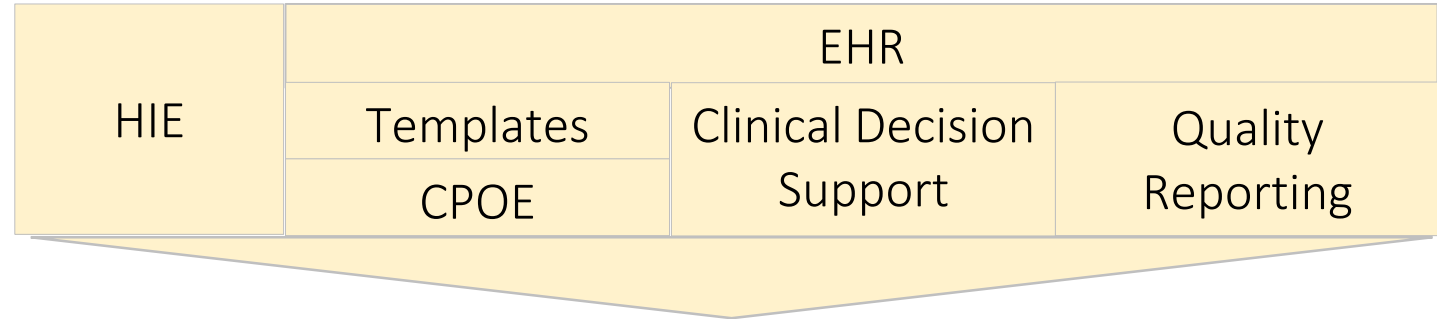 HIE
EHR
Templates
CPOE
Clinical Decision
Support
Quality
Reporting